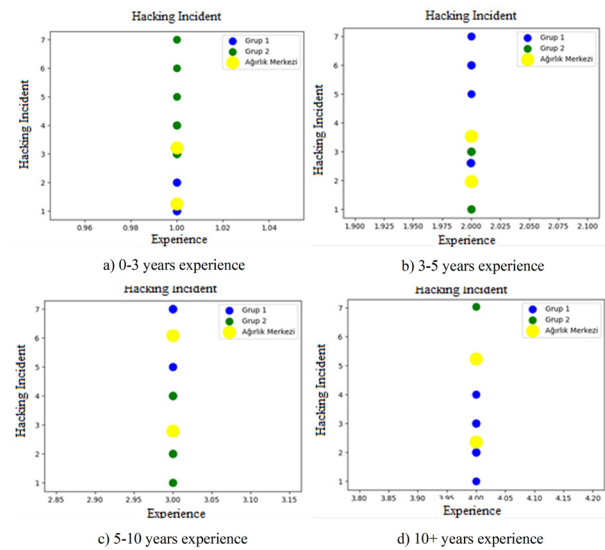 Hacking Incident
Grup 1
Grup 2
Ağırlık Merkezi
Hacking Incident
7
6
5
4
3
2
1
0.96 0.98 1.00 1.02 1.04
Experience
a) 0-3 years experience
Hacking Incident
Grup 1
Grup 2
Ağırlık Merkezi
Hacking Incident
7
6
5
4
3
2
1
1.900 1.925 1.950 1.975 2.000 2.025 2.050 2.075 2.100
Experience
b) 3-5 years experience
Hacking Incident
Grup 1
Grup 2
Ağırlık Merkezi
Hacking Incident
7
6
5
4
3
2
1
2.85 2.90 2.95 3.00 3.05 3.10 3.15
Experience
c) 5-10 years experience
Hacking Incident
Grup 1
Grup 2
Ağırlık Merkezi
Hacking Incident
7
6
5
4
3
2
1
3.80 3.85 3.90 3.95 4.00 4.05 4.10 4.15 4.20
Experience
d) 10+ years experience